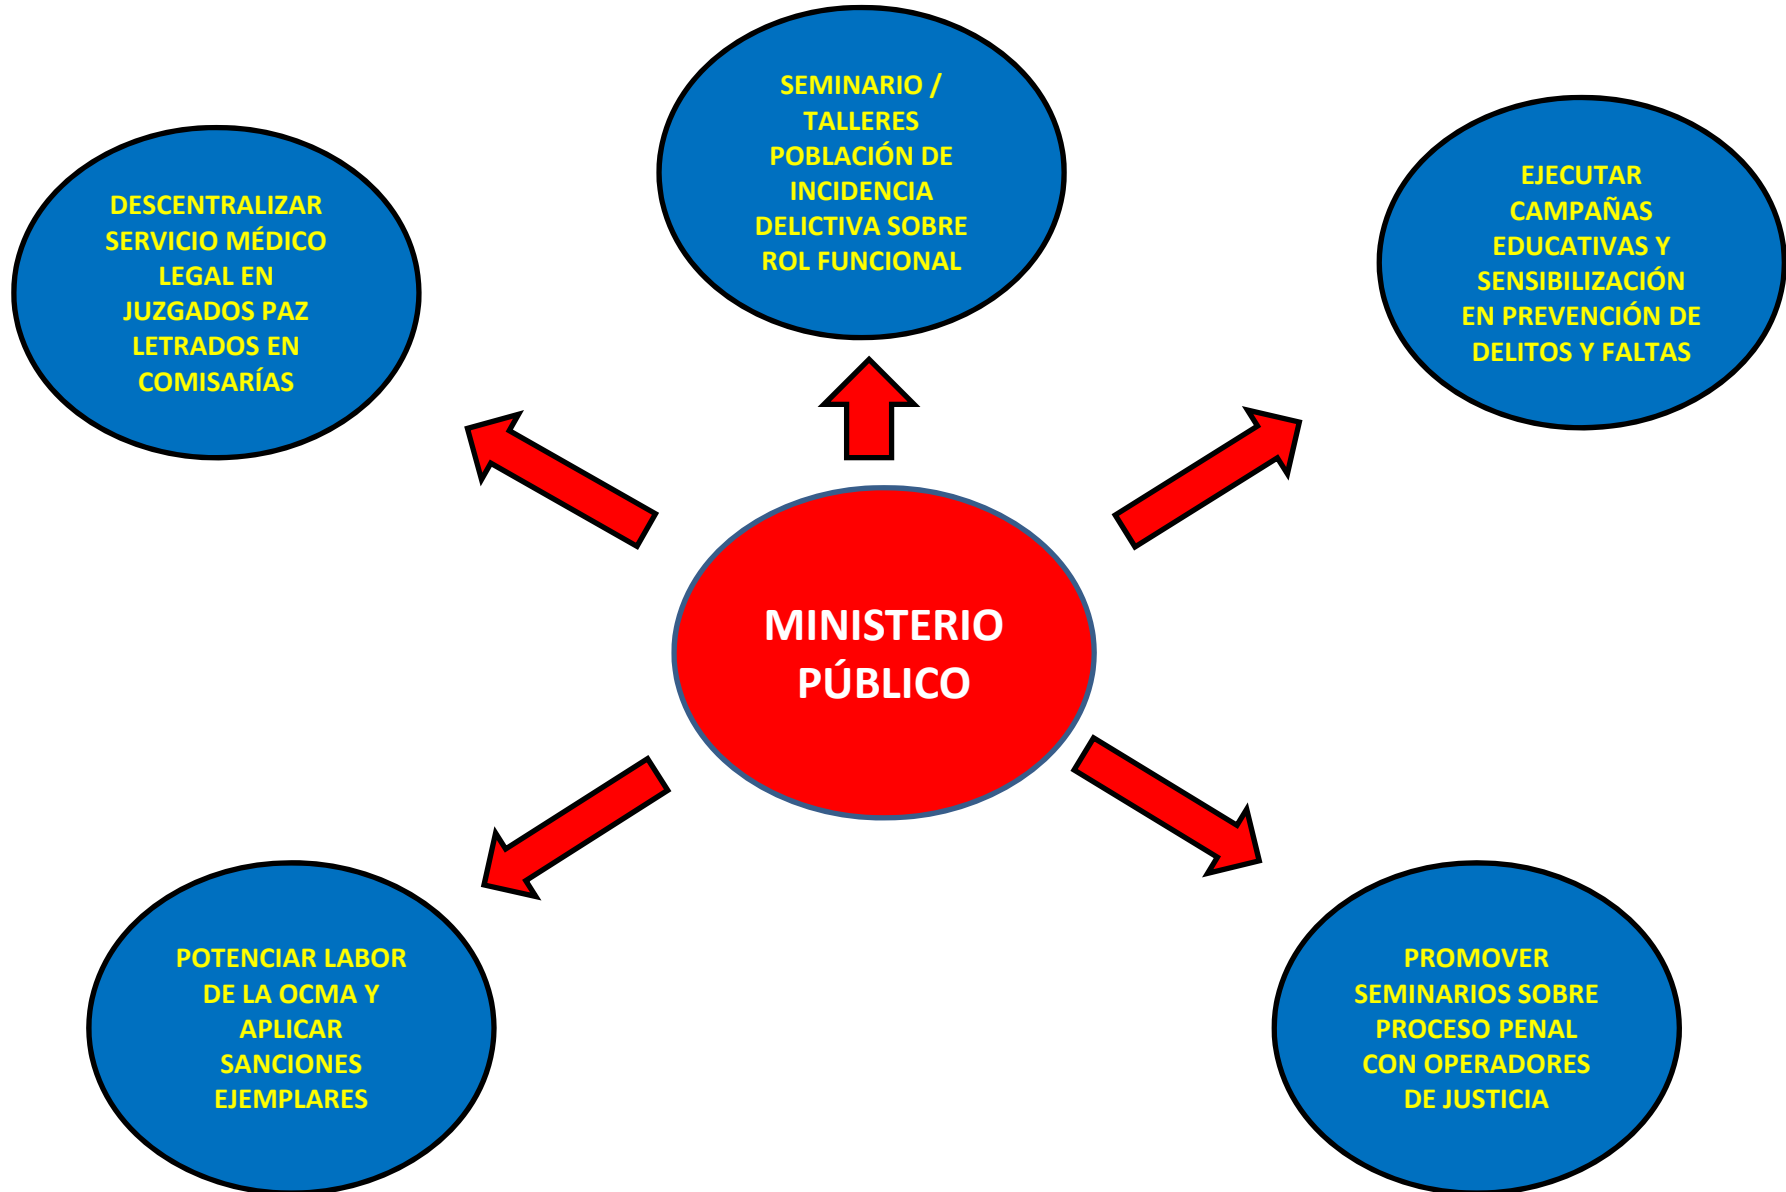 SEMINARIO /
TALLERES
POBLACIÓN DE
INCIDENCIA
DELICTIVA SOBRE
ROL FUNCIONAL
DESCENTRALIZAR
SERVICIO MÉDICO
LEGAL EN
JUZGADOS PAZ
LETRADOS EN
COMISARÍAS
EJECUTAR
CAMPAÑAS
EDUCATIVAS Y
SENSIBILIZACIÓN
EN PREVENCIÓN DE
DELITOS Y FALTAS
MINISTERIO
PÚBLICO
POTENCIAR LABOR
DE LA OCMA Y
APLICAR
SANCIONES
EJEMPLARES
PROMOVER
SEMINARIOS SOBRE
PROCESO PENAL
CON OPERADORES
DE JUSTICIA